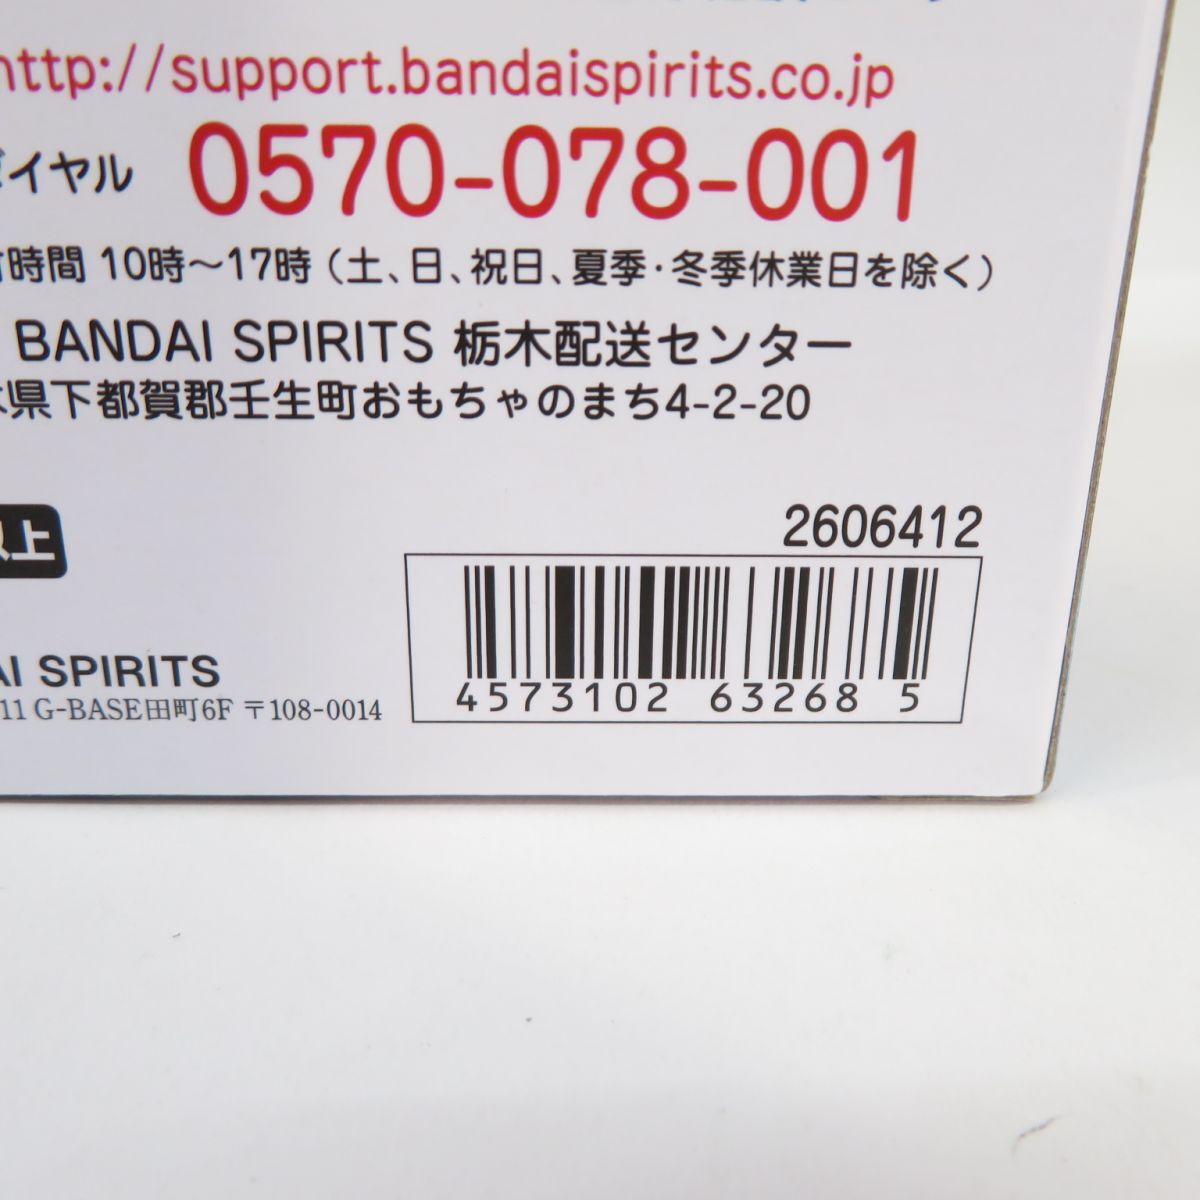 http://support.bandaispirits.co.jp
ダイヤル 0570-078-001
時間 10時～17時（土、日、祝日、夏季・冬季休業日を除く）
BANDAI SPIRITS 栃木配送センター
県下都賀郡壬生町おもちゃのまち4-2-20
2606412
以上
4573102 63268 5
AI SPIRITS
11 G-BASE田町6F 〒108-0014